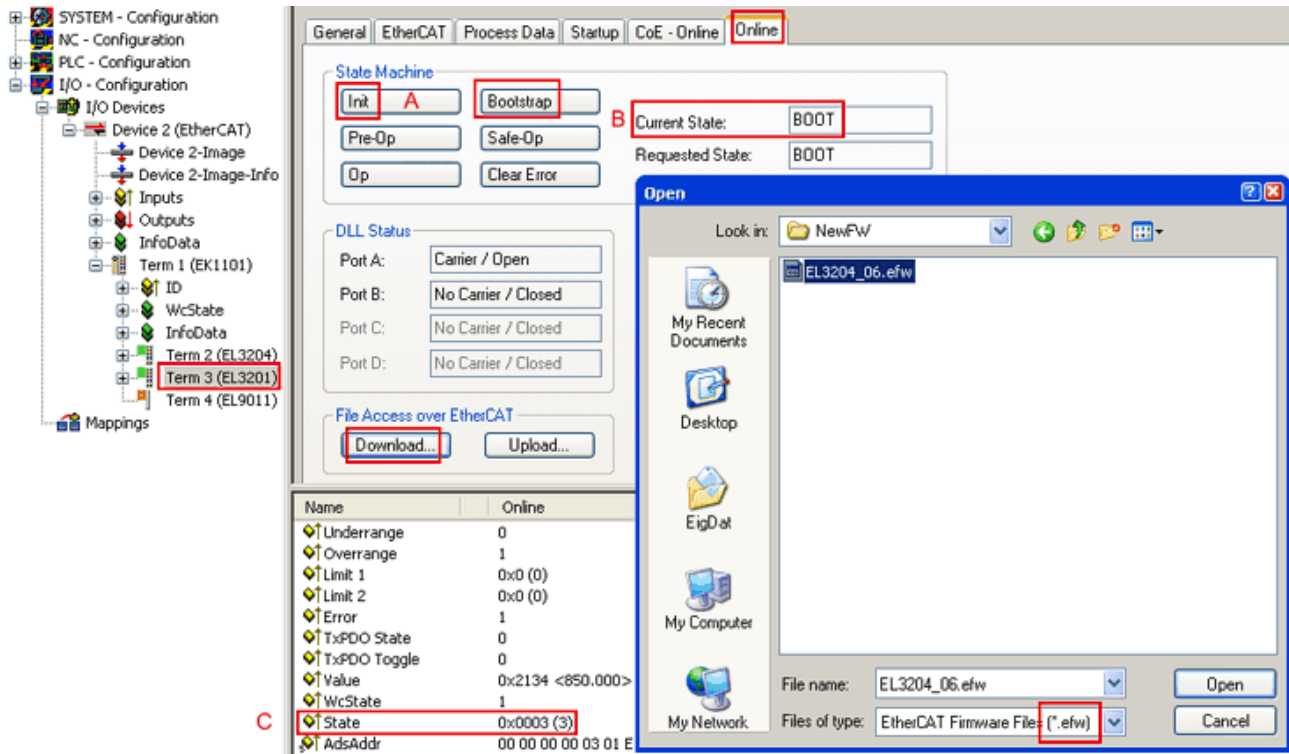 SYSTEM - Configuration
NC - Configuration
PLC - Configuration
I/O - Configuration
I/O Devices
Device 2 (EtherCAT)
Device 2-Image
Device 2-Image-Info
Inputs
Outputs
InfoData
Term 1 (EK1101)
ID
WcState
InfoData
Term 2 (EL3204)
Term 3 (EL3201)
Term 4 (EL9011)
Mappings
General EtherCAT Process Data Startup CoE - Online Online
State Machine
Init A Bootstrap
Pre-Op Safe-Op
Op Clear Error
B Current State: BOOT
Requested State: BOOT
DLL Status
Port A: Carrier / Open
Port B: No Carrier / Closed
Port C: No Carrier / Closed
Port D: No Carrier / Closed
File Access over EtherCAT
Download... Upload...
Name Online
Underrange 0
Overrange 1
Limit 1 0x0 (0)
Limit 2 0x0 (0)
Error 1
TxPDO State 0
TxPDO Toggle 0
Value 0x2134 <850.000>
WcState 1
C State 0x0003 (3)
AdsAddr 00 00 00 00 03 01 E
Open
Look in: NewFW
EL3204_06.efw
My Recent
Documents
Desktop
EigDat
My Computer
My Network
File name: EL3204_06.efw Open
Files of type: EtherCAT Firmware Files (*.efw) Cancel